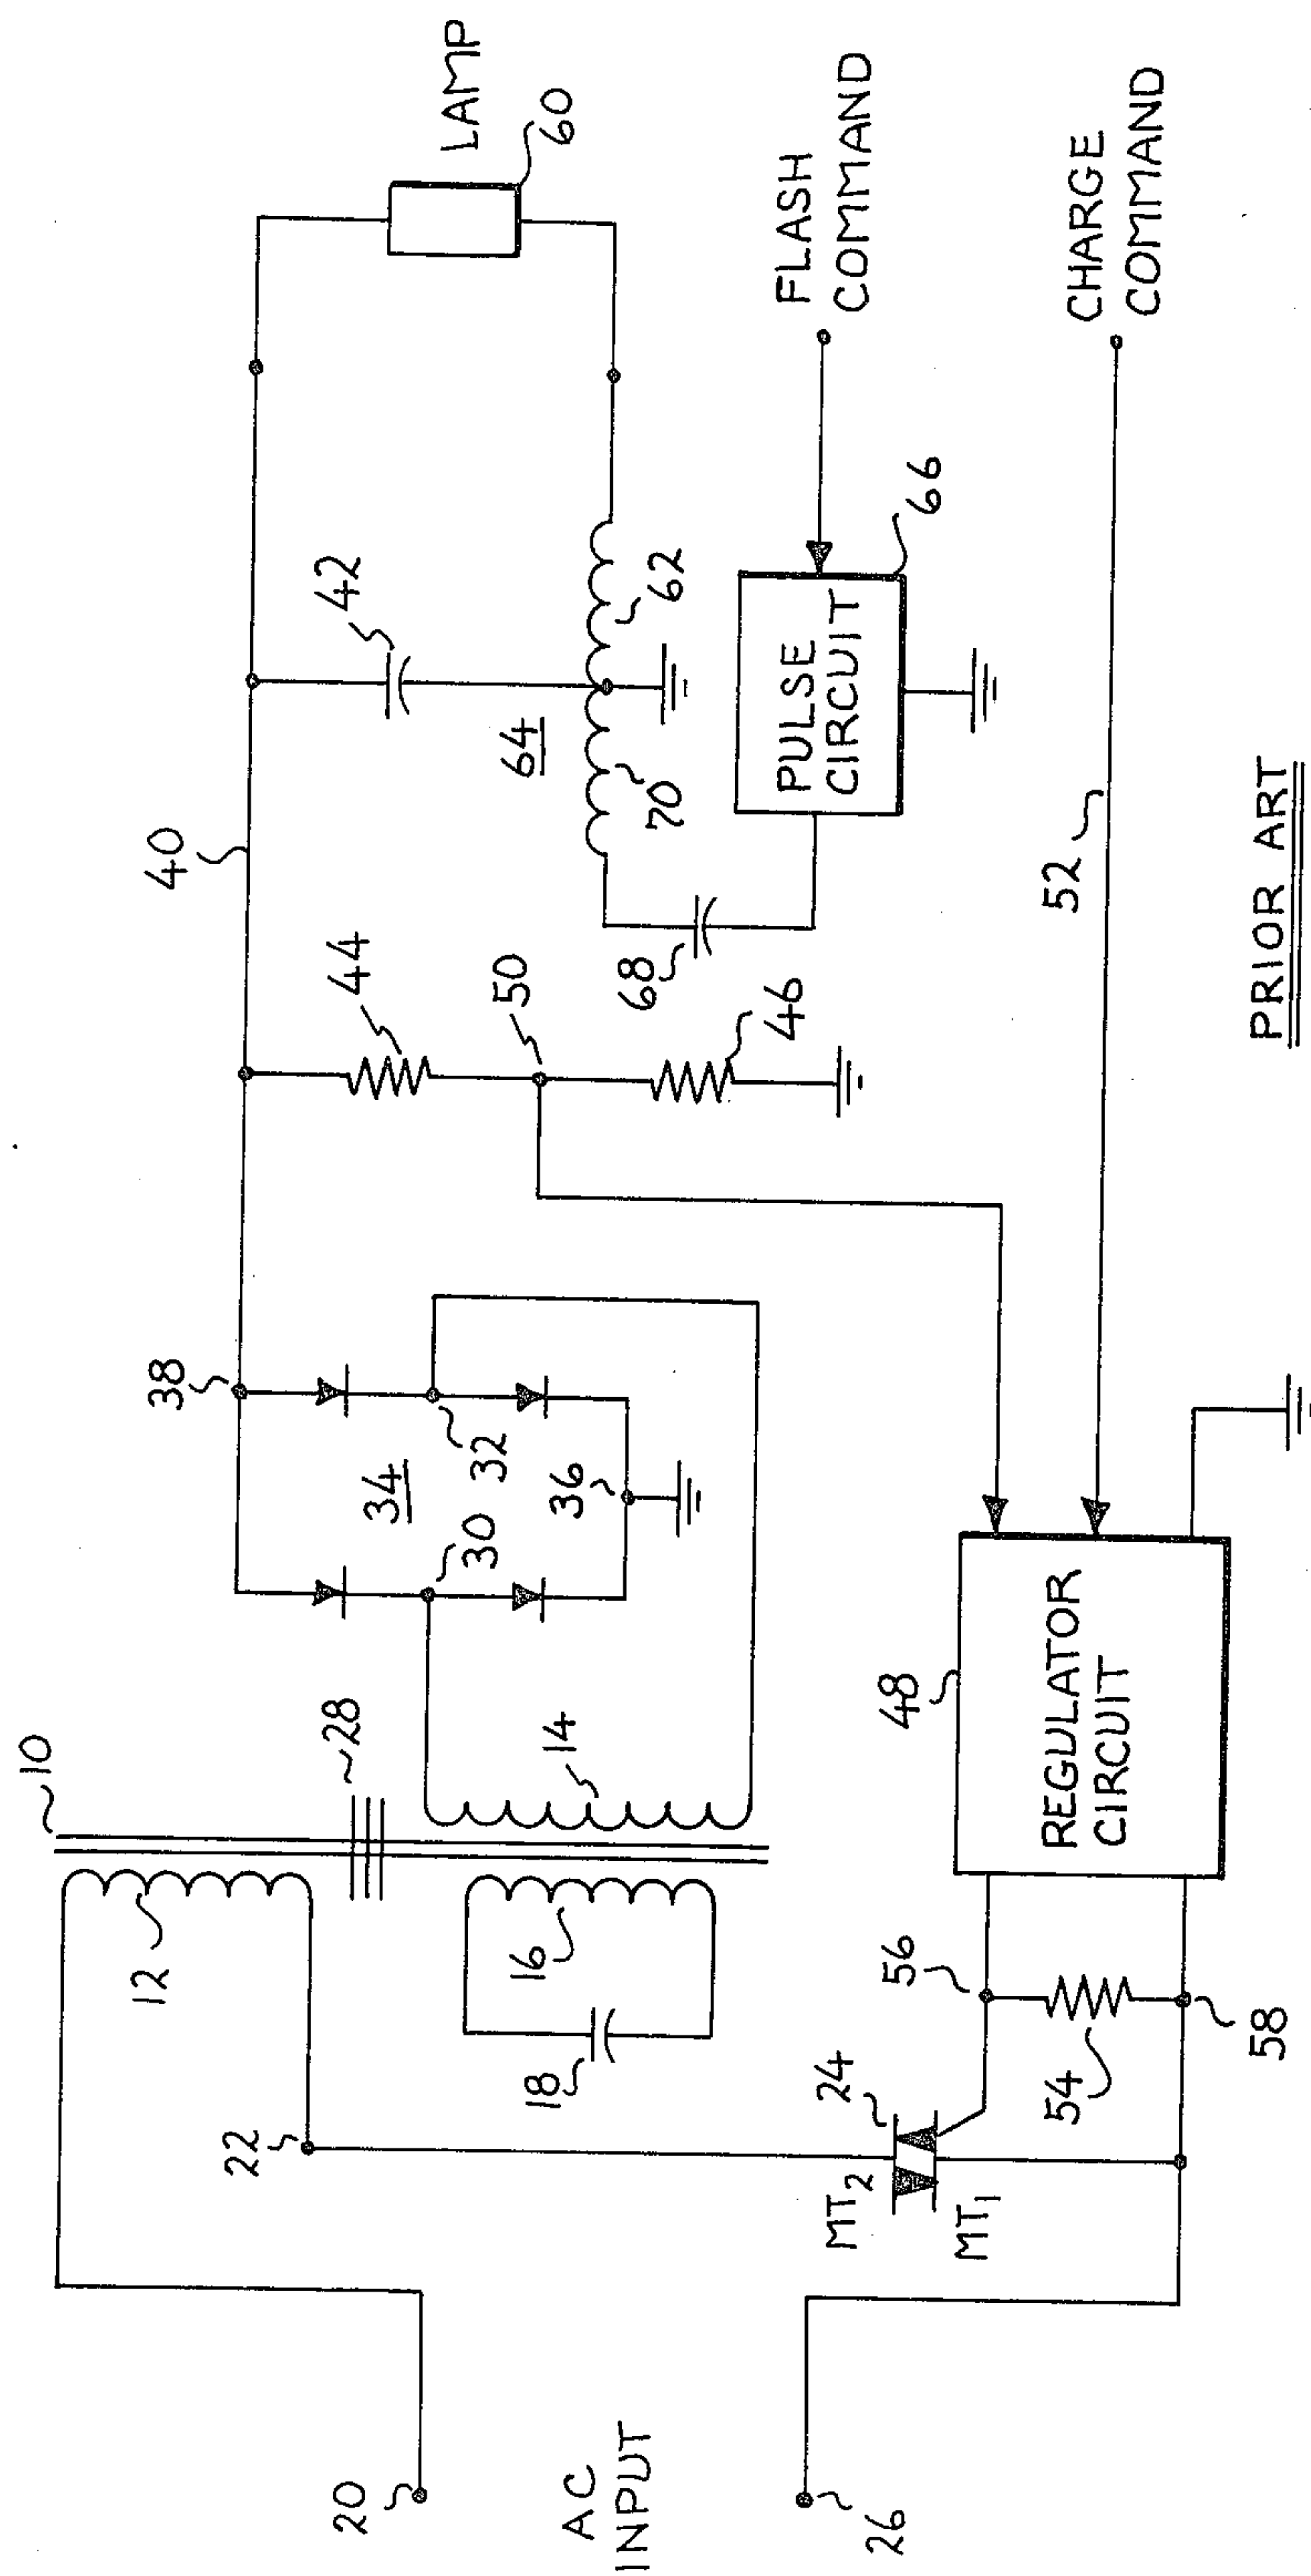 10
12
28
16
18
14
20
22
AC
INPUT
26
38
34
30
32
36
40
44
50
46
42
64
70
62
68
LAMP
60
PULSE
CIRCUIT
66
FLASH
COMMAND
24
MT2
MT1
56
54
58
48
REGULATOR
CIRCUIT
52
CHARGE
COMMAND
PRIOR ART